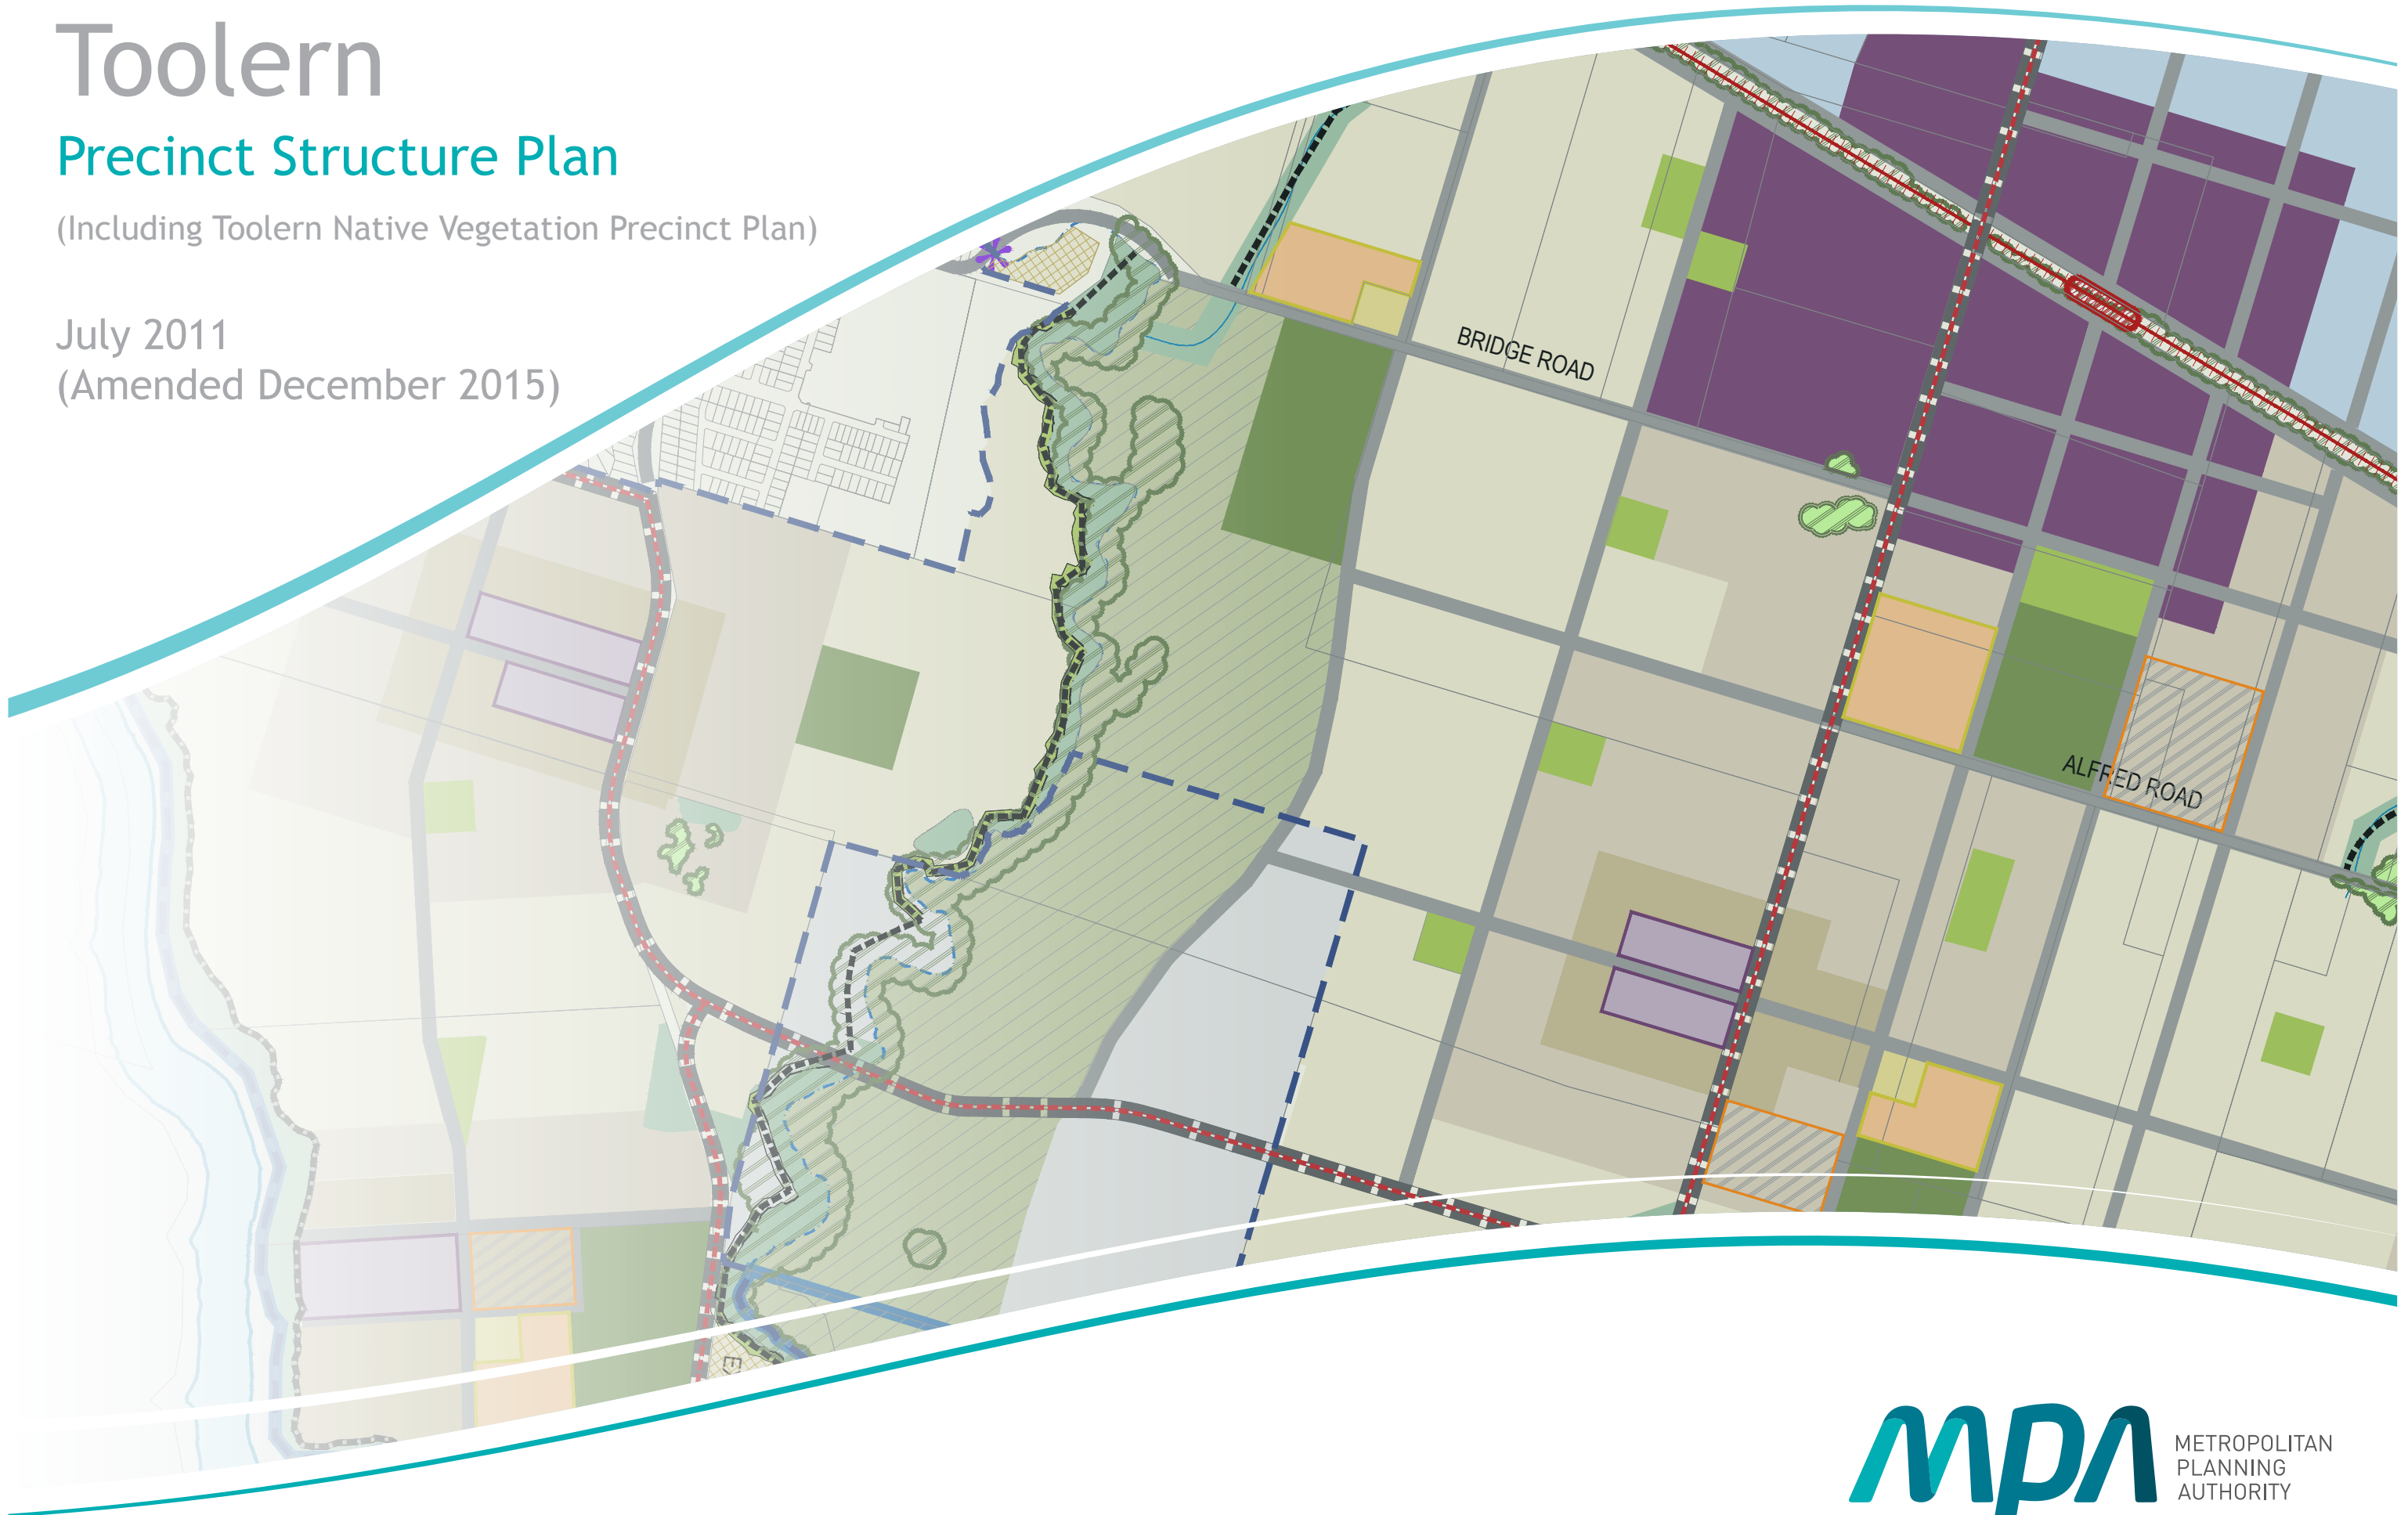 Toolern
Precinct Structure Plan
(Including Toolern Native Vegetation Precinct Plan)
July 2011
(Amended December 2015)
BRIDGE ROAD
ALFRED ROAD
MPA
METROPOLITAN
PLANNING
AUTHORITY